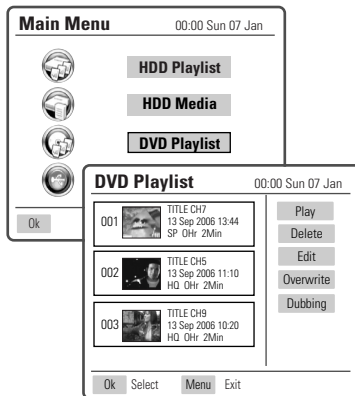 Main Menu 00:00 Sun 07 Jan
HDD Playlist
HDD Media
DVD Playlist
Ok
DVD Playlist 00:00 Sun 07 Jan
001 TITLE CH7
13 Sep 2006 13:44
SP 0Hr 2Min
002 TITLE CH5
13 Sep 2006 11:10
HQ 0Hr 2Min
003 TITLE CH9
13 Sep 2006 10:20
HQ 0Hr 2Min
Play
Delete
Edit
Overwrite
Dubbing
Ok Select Menu Exit